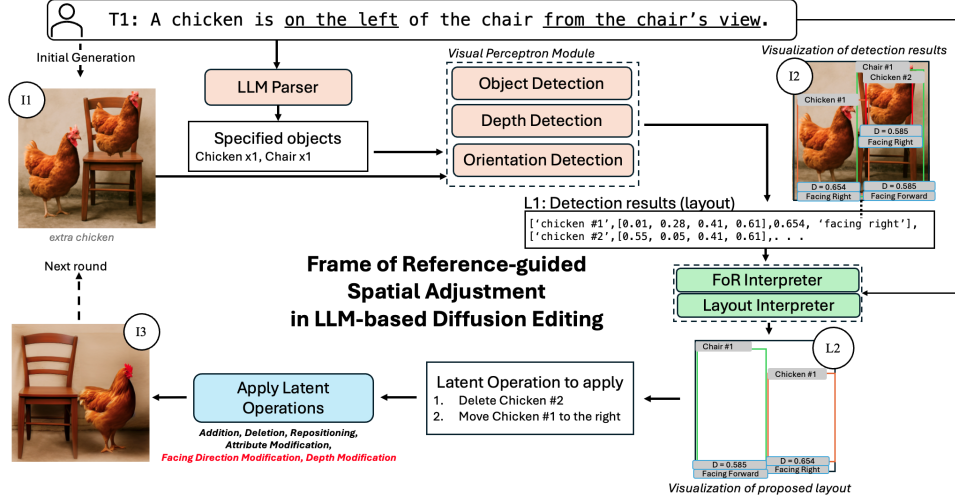 T1: A chicken is on the left of the chair from the chair's view.
Initial Generation
I1
extra chicken
LLM Parser
Specified objects
Chicken x1, Chair x1
Visual Perceptron Module
Object Detection
Depth Detection
Orientation Detection
Visualization of detection results
I2
Chair #1
Chicken #2
Chicken #1
D = 0.585
Facing Right
D = 0.654
Facing Right
D = 0.585
Facing Forward
L1: Detection results (layout)
['chicken #1',[0.01, 0.28, 0.41, 0.61],0.654, 'facing right'],
['chicken #2',[0.55, 0.05, 0.41, 0.61],. . .
Frame of Reference-guided
Spatial Adjustment
in LLM-based Diffusion Editing
FoR Interpreter
Layout Interpreter
L2
Chair #1
Chicken #1
D = 0.585
Facing Forward
D = 0.654
Facing Right
Visualization of proposed layout
Latent Operation to apply
1. Delete Chicken #2
2. Move Chicken #1 to the right
Apply Latent
Operations
Addition, Deletion, Repositioning,
Attribute Modification,
Facing Direction Modification, Depth Modification
Next round
I3